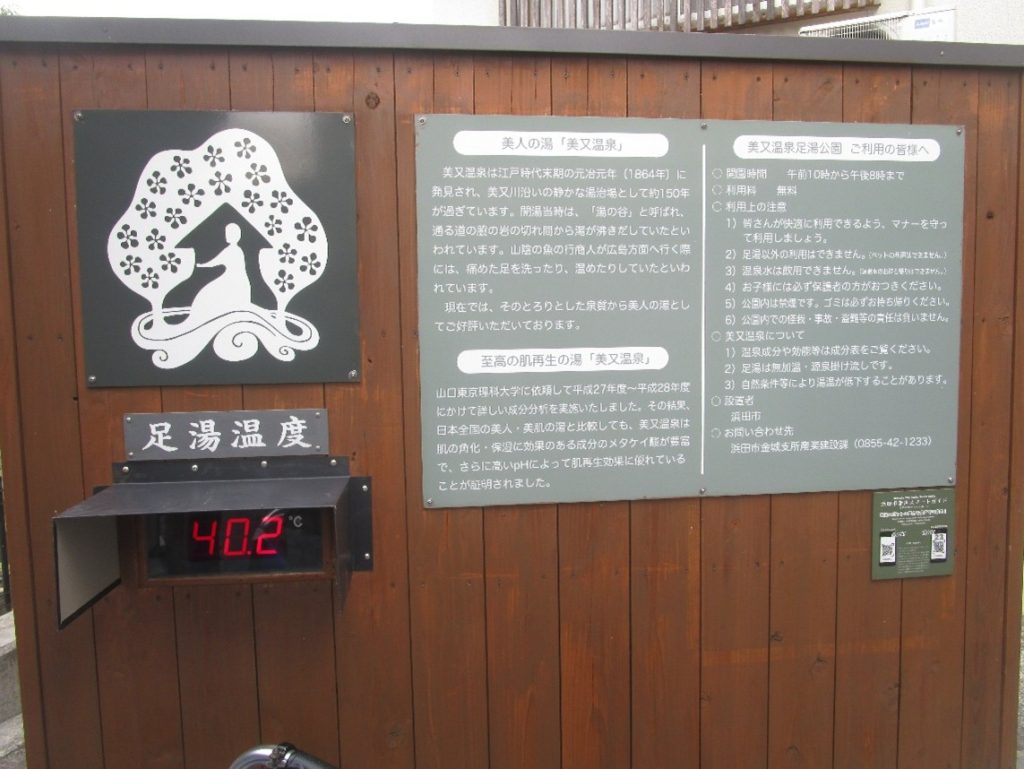 足湯温度
40.2
℃
美人の湯「美又温泉」
美又温泉は江戸時代末期の元治元年（1864年）に
発見され、美又川沿いの静かな湯治場として約150年
が過ぎています。開湯当時は、「湯の谷」と呼ばれ、
通る道の脇の岩の切れ間から湯が沸きだしていたとい
われています。山陰の魚の行商人が広島方面へ行く際
には、痛めた足を洗ったり、温めたりしていたといわ
れています。
現在では、そのとろりとした泉質から美人の湯とし
てご好評いただいております。
至高の肌再生の湯「美又温泉」
山口東京理科大学に依頼して平成27年度〜平成28年度
にかけて詳しい成分分析を実施いたしました。その結果、
日本全国の美人・美肌の湯と比較しても、美又温泉は
肌の角化・保湿に効果のある成分のメタケイ酸が豊富
で、さらに高いpHによって肌再生効果に優れている
ことが証明されました。
美又温泉足湯公園 ご利用の皆様へ
○ 開園時間 午前10時から午後8時まで
○ 利用料 無料
○ 利用上の注意
1）皆さんが快適に利用できるよう、マナーを守っ
て利用しましょう。
2）足湯以外の利用はできません。
3）温泉水は飲用できません。
4）お子様には必ず保護者の方がおつきください。
5）公園内は禁煙です。ゴミは必ずお持ち帰りください。
6）公園内での怪我・事故・盗難等の責任は負いません。
○ 美又温泉について
1）温泉成分や効能等は成分表をご覧ください。
2）足湯は無加温・源泉掛け流しです。
3）自然条件等により湯温が低下することがあります。
○ 設置者
浜田市
○ お問い合わせ先
浜田市金城支所産業建設課（0855-42-1233）